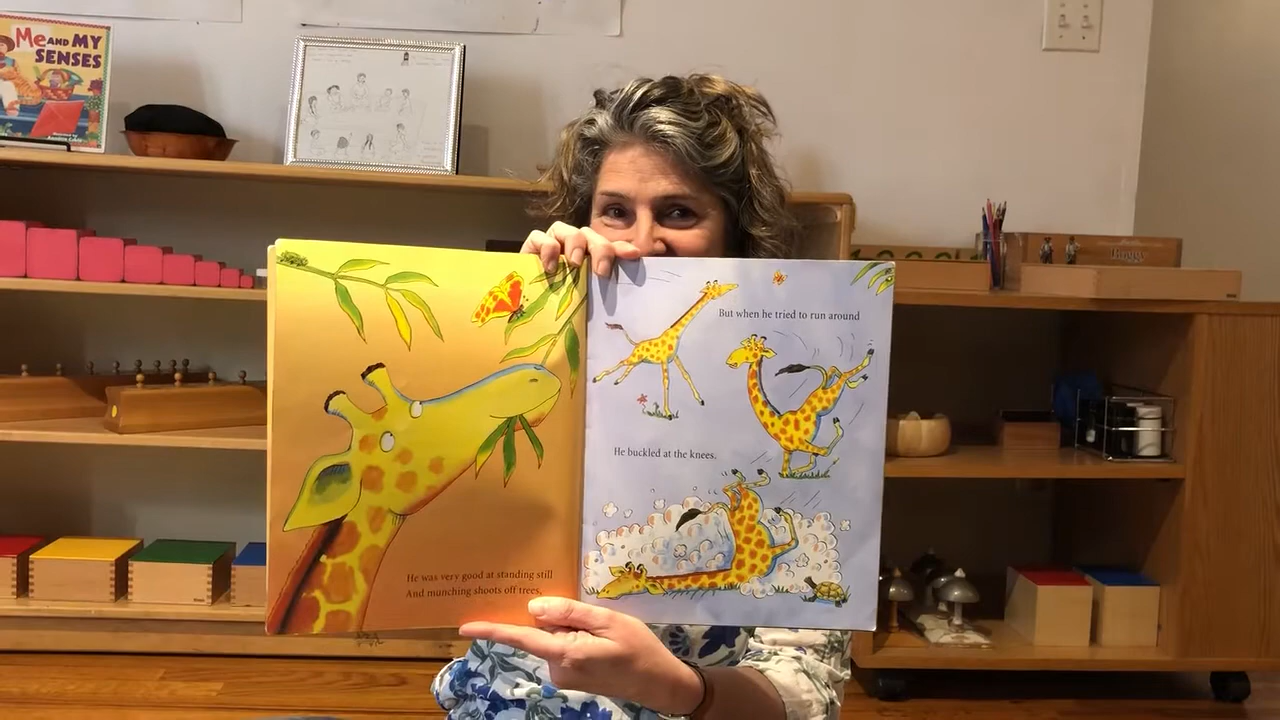 Me AND MY
SENSES
He was very good at standing still
And munching shoots off trees,
But when he tried to run around
He buckled at the knees.